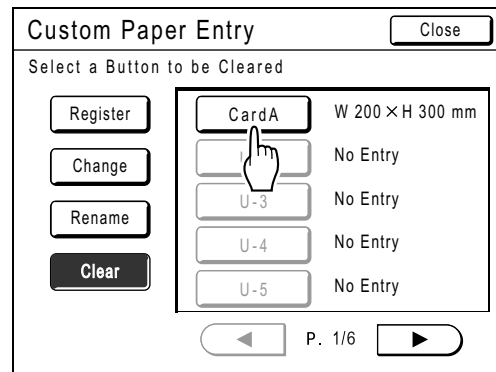 Custom Paper Entry Close
Select a Button to be Cleared
Register CardA W 200×H 300 mm
Change No Entry
Rename U-3 No Entry
U-4 No Entry
Clear U-5 No Entry
P. 1/6